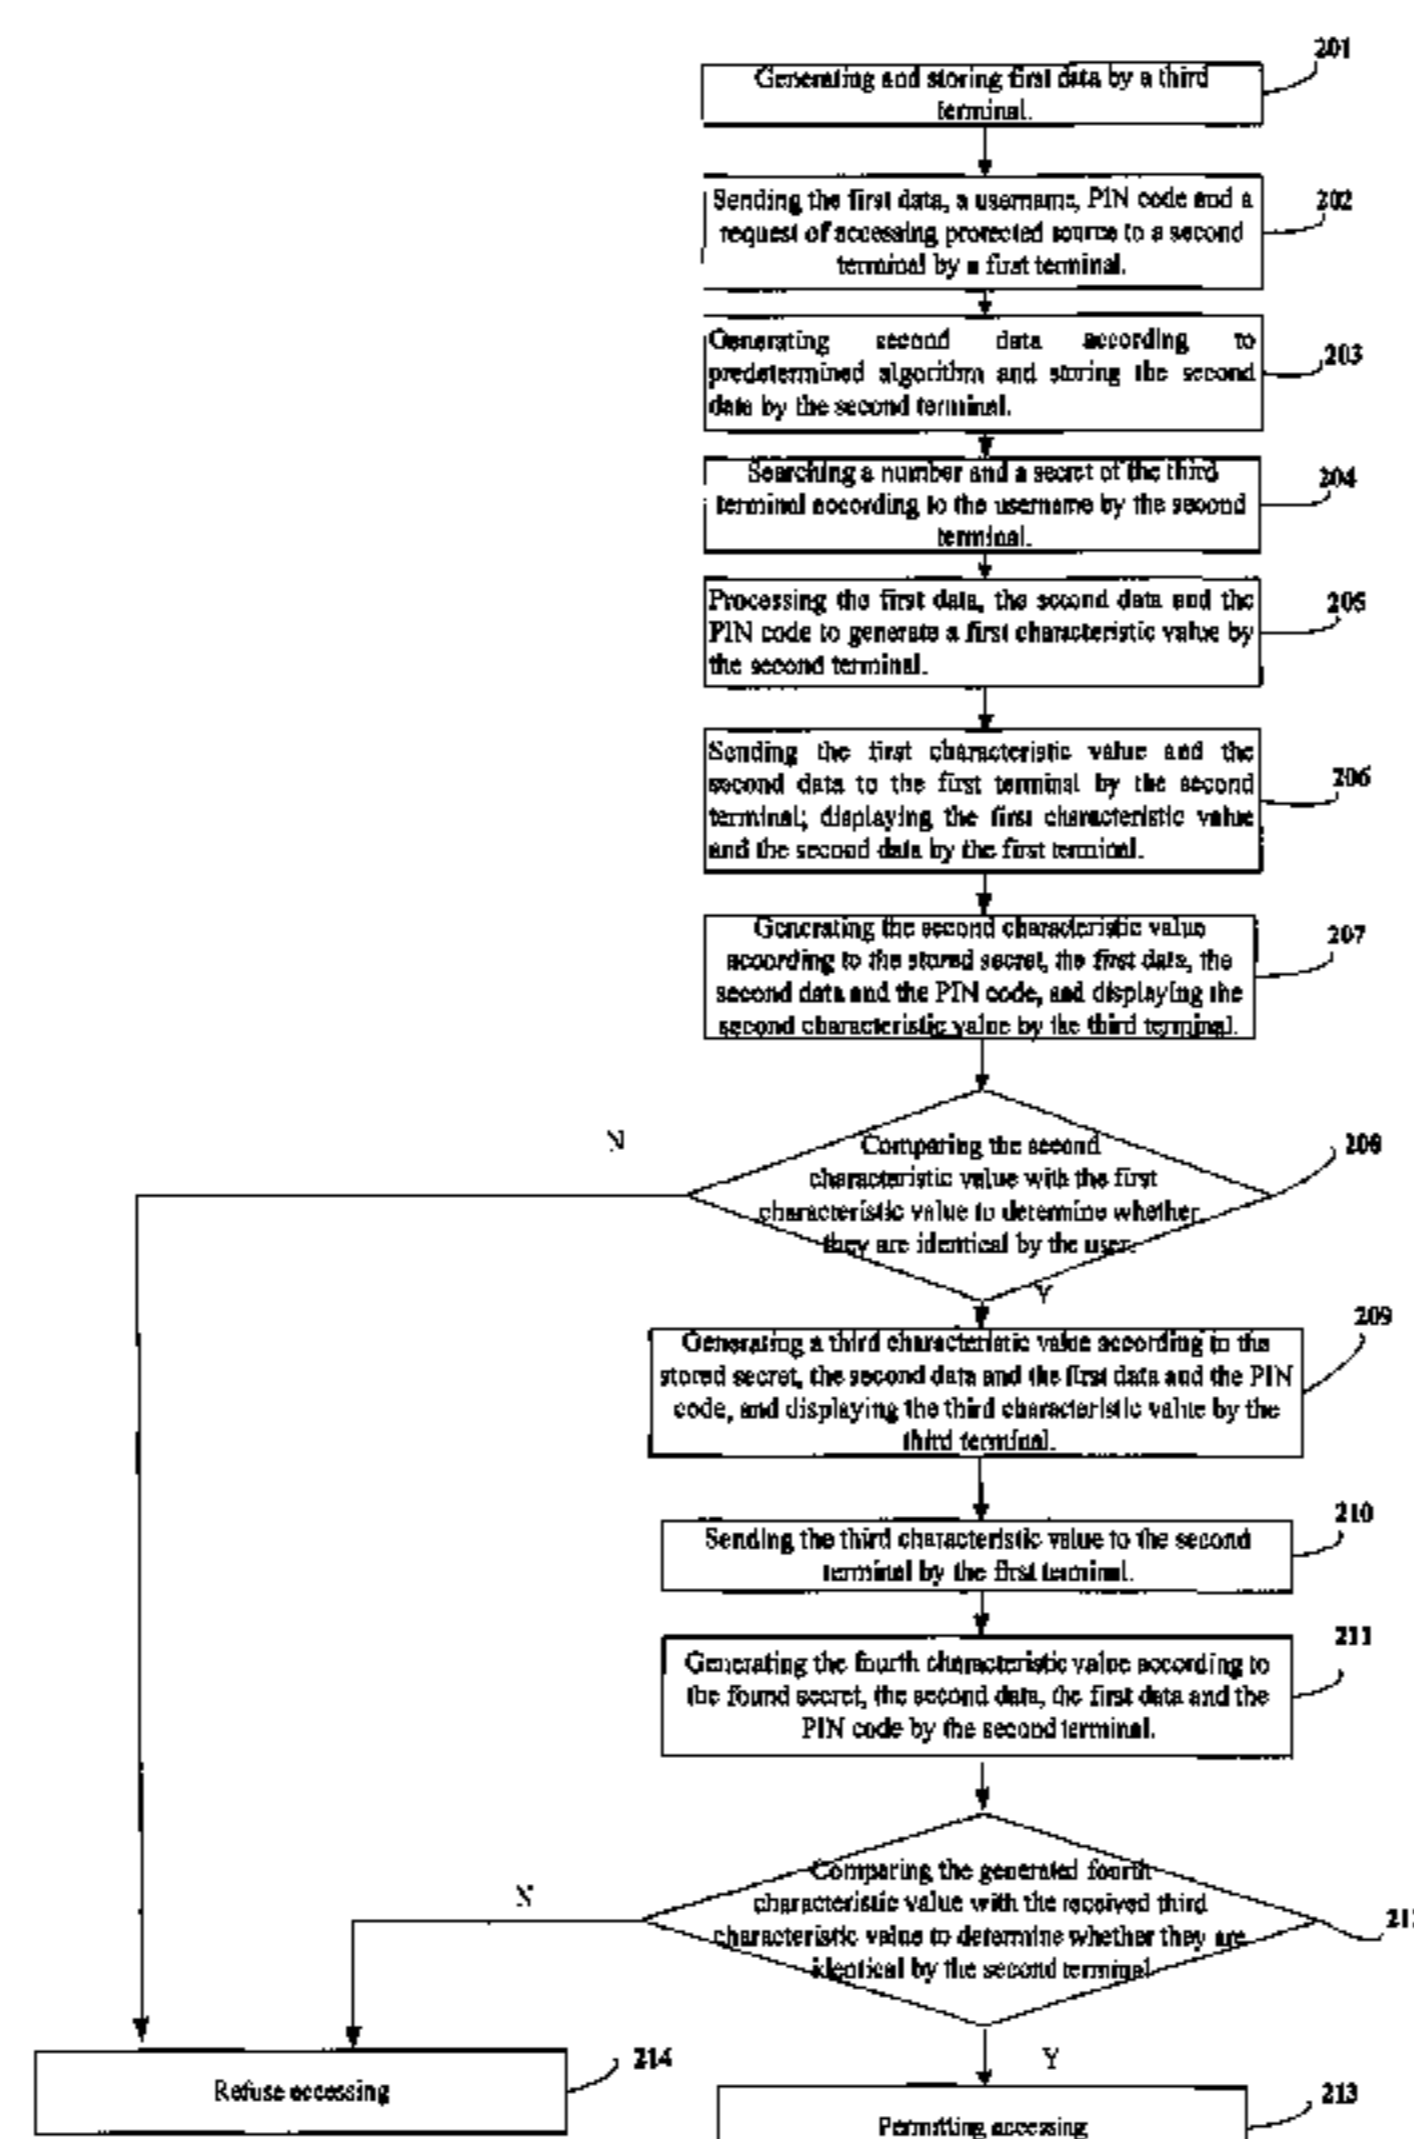 201
Generating and storing first data by a third
terminal.
202
Sending the first data, a username, PIN code and a
request of accessing protected source to a second
terminal by a first terminal.
203
Generating second data according to
predetermined algorithm and storing the second
data by the second terminal.
204
Searching a number and a secret of the third
terminal according to the username by the second
terminal.
205
Processing the first data, the second data and the
PIN code to generate a first characteristic value by
the second terminal.
206
Sending the first characteristic value and the
second data to the first terminal by the second
terminal; displaying the first characteristic value
and the second data by the first terminal.
207
Generating the second characteristic value
according to the stored secret, the first data, the
second data and the PIN code, and displaying the
second characteristic value by the third terminal.
N
208
Comparing the second
characteristic value with the first
characteristic value to determine whether
they are identical by the user.
Y
209
Generating a third characteristic value according to the
stored secret, the second data and the first data and the PIN
code, and displaying the third characteristic value by the
third terminal.
210
Sending the third characteristic value to the second
terminal by the first terminal.
211
Generating the fourth characteristic value according to
the found secret, the second data, the first data and the
PIN code by the second terminal.
N
Comparing the generated fourth
characteristic value with the received third
characteristic value to determine whether they are
identical by the second terminal
Y
214
Refuse accessing
213
Permitting accessing